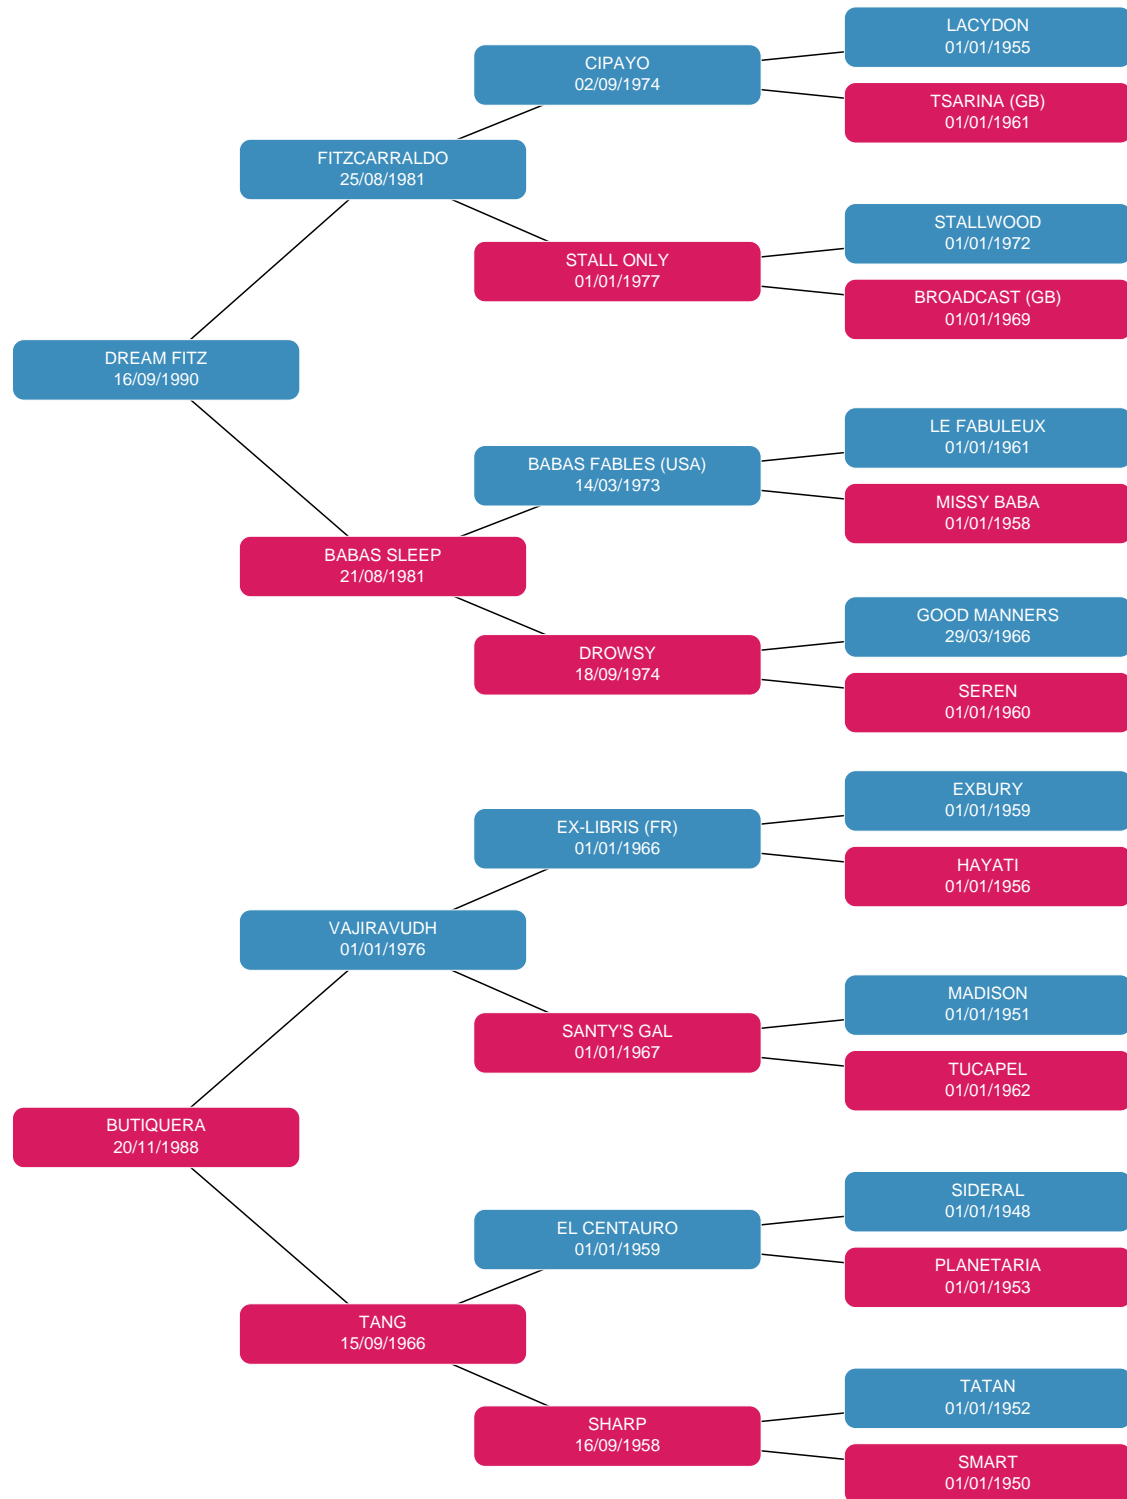 LACYDON
01/01/1955
CIPAYO
02/09/1974
TSARINA (GB)
01/01/1961
FITZCARRALDO
25/08/1981
STALLWOOD
01/01/1972
STALL ONLY
01/01/1977
BROADCAST (GB)
01/01/1969
DREAM FITZ
16/09/1990
LE FABULEUX
01/01/1961
BABAS FABLES (USA)
14/03/1973
MISSY BABA
01/01/1958
BABAS SLEEP
21/08/1981
GOOD MANNERS
29/03/1966
DROWSY
18/09/1974
SEREN
01/01/1960
EXBURY
01/01/1959
EX-LIBRIS (FR)
01/01/1966
HAYATI
01/01/1956
VAJIRAVUDH
01/01/1976
MADISON
01/01/1951
SANTY'S GAL
01/01/1967
TUCAPEL
01/01/1962
BUTIQUERA
20/11/1988
SIDERAL
01/01/1948
EL CENTAURO
01/01/1959
PLANETARIA
01/01/1953
TANG
15/09/1966
TATAN
01/01/1952
SHARP
16/09/1958
SMART
01/01/1950